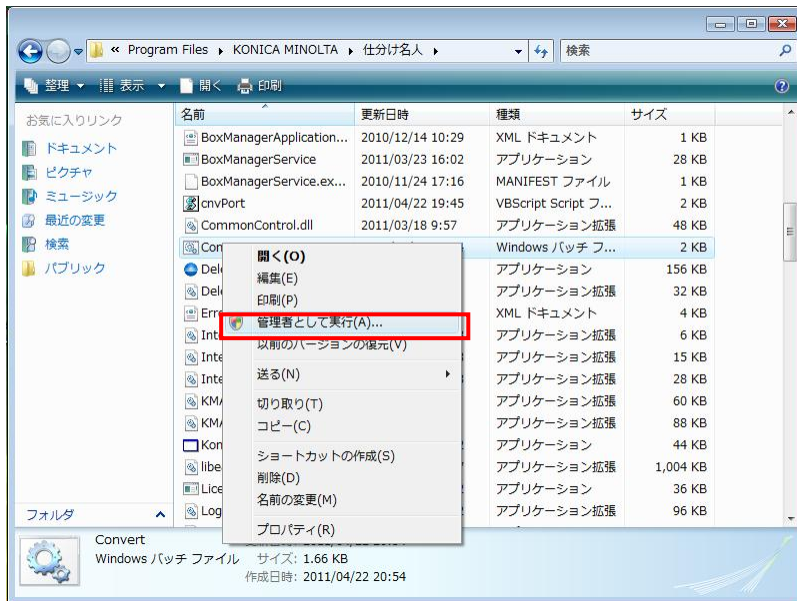 « Program Files ▸ KONICA MINOLTA ▸ 仕分け名人 ▸ 検索
整理 表示 開く 印刷
お気に入りリンク
ドキュメント
ピクチャ
ミュージック
最近の変更
検索
パブリック
フォルダ
名前 更新日時 種類 サイズ
BoxManagerApplication... 2010/12/14 10:29 XML ドキュメント 1 KB
BoxManagerService 2011/03/23 16:02 アプリケーション 28 KB
BoxManagerService.ex... 2010/11/24 17:16 MANIFEST ファイル 1 KB
cnvPort 2011/04/22 19:45 VBScript Script フ... 2 KB
CommonControl.dll 2011/03/18 9:57 アプリケーション拡張 48 KB
Con Windows バッチ フ... 2 KB
Dele アプリケーション 156 KB
Dele アプリケーション拡張 32 KB
Erre XML ドキュメント 4 KB
Inte アプリケーション拡張 6 KB
Inte アプリケーション拡張 15 KB
Inte アプリケーション拡張 28 KB
KMA アプリケーション拡張 60 KB
KMA アプリケーション拡張 88 KB
Kon アプリケーション 44 KB
libe アプリケーション拡張 1,004 KB
Lice アプリケーション 36 KB
Log アプリケーション拡張 96 KB
開く(O)
編集(E)
印刷(P)
管理者として実行(A)...
以前のバージョンの復元(V)
送る(N)
切り取り(T)
コピー(C)
ショートカットの作成(S)
削除(D)
名前の変更(M)
プロパティ(R)
Convert
Windows バッチ ファイル サイズ: 1.66 KB
作成日時: 2011/04/22 20:54